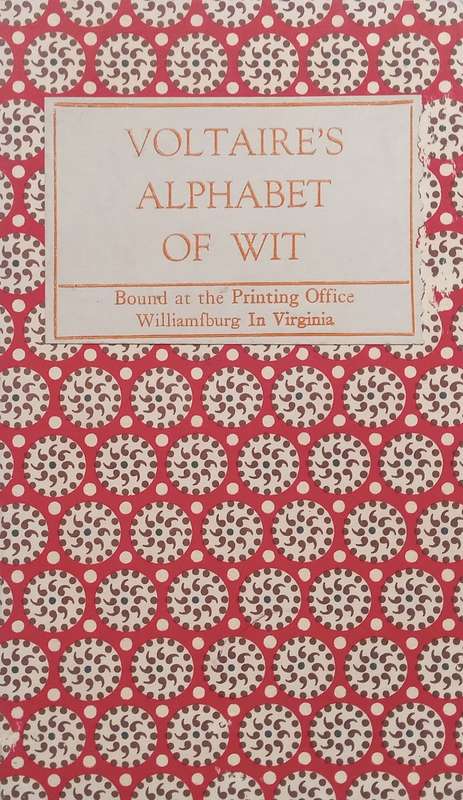 VOLTAIRE'S
ALPHABET
OF WIT
Bound at the Printing Office
Williamſburg In Virginia